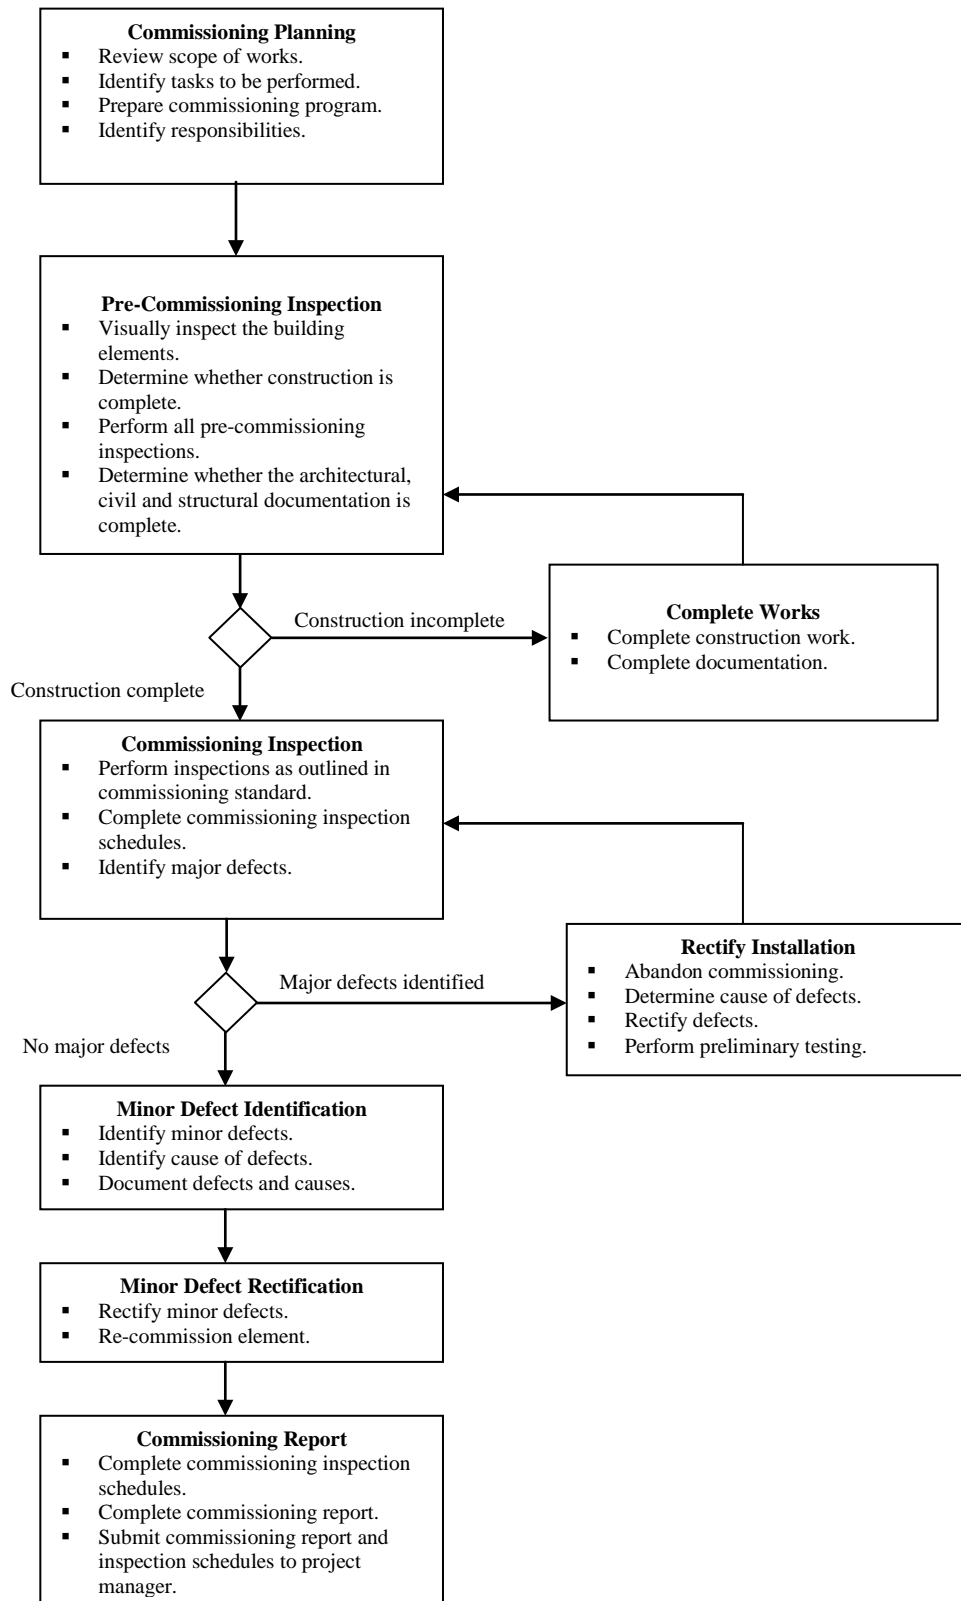 Commissioning Planning
▪ Review scope of works.
▪ Identify tasks to be performed.
▪ Prepare commissioning program.
▪ Identify responsibilities.
Pre-Commissioning Inspection
▪ Visually inspect the building
elements.
▪ Determine whether construction is
complete.
▪ Perform all pre-commissioning
inspections.
▪ Determine whether the architectural,
civil and structural documentation is
complete.
Construction incomplete
Complete Works
▪ Complete construction work.
▪ Complete documentation.
Construction complete
Commissioning Inspection
▪ Perform inspections as outlined in
commissioning standard.
▪ Complete commissioning inspection
schedules.
▪ Identify major defects.
Major defects identified
Rectify Installation
▪ Abandon commissioning.
▪ Determine cause of defects.
▪ Rectify defects.
▪ Perform preliminary testing.
No major defects
Minor Defect Identification
▪ Identify minor defects.
▪ Identify cause of defects.
▪ Document defects and causes.
Minor Defect Rectification
▪ Rectify minor defects.
▪ Re-commission element.
Commissioning Report
▪ Complete commissioning inspection
schedules.
▪ Complete commissioning report.
▪ Submit commissioning report and
inspection schedules to project
manager.